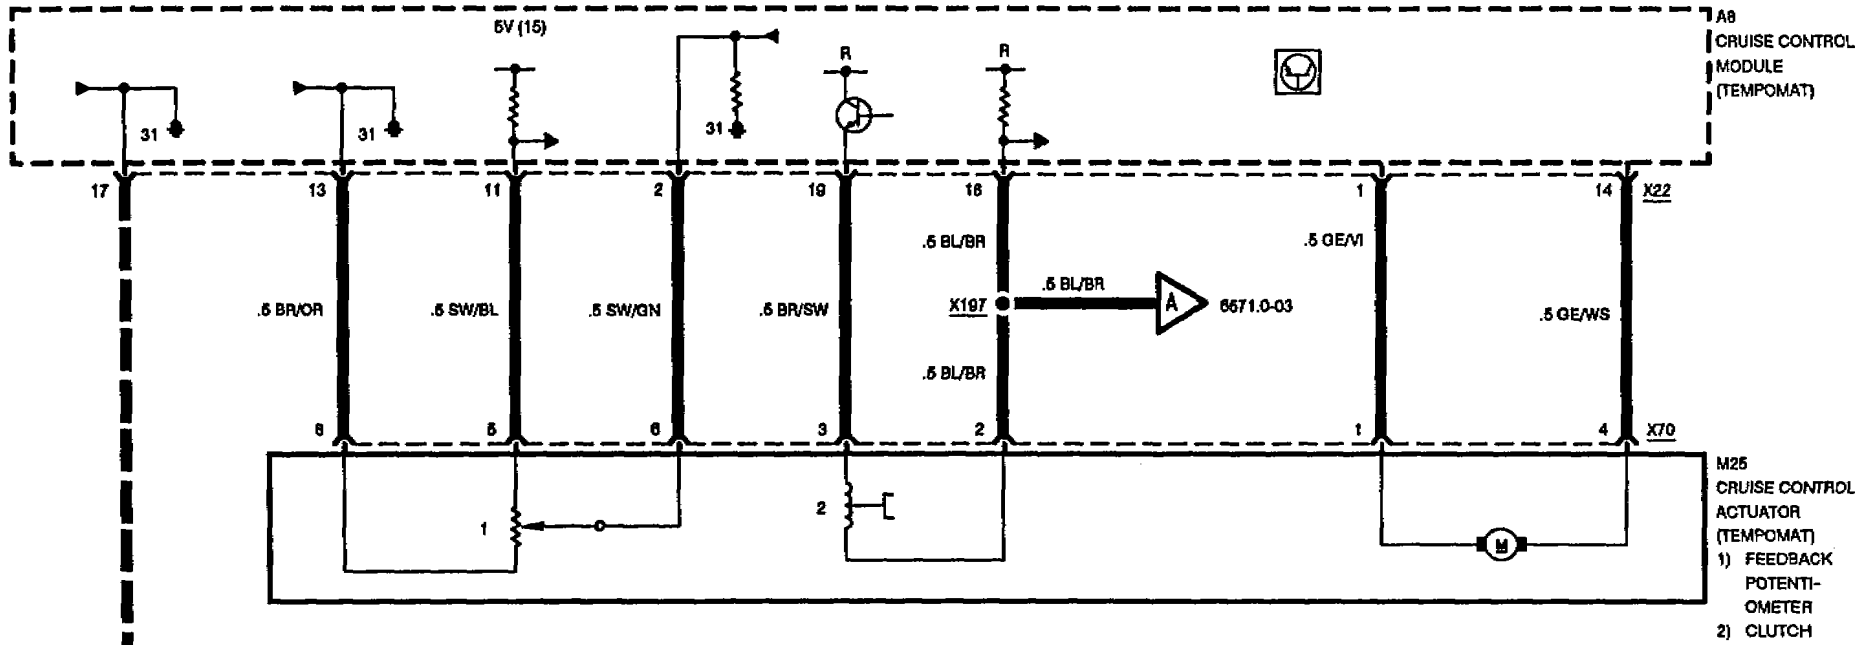 5V (15)
A8
CRUISE CONTROL
MODULE
(TEMPOMAT)
R
R
31
31
31
17
13
11
2
19
16
1
14
X22
.5 BL/BR
.5 GE/VI
.5 BR/OR
.5 SW/BL
.5 SW/GN
.5 BR/SW
X197
.5 BL/BR
A
6671.0-03
.5 GE/WS
.5 BL/BR
5
6
3
2
1
4
X70
M25
CRUISE CONTROL
ACTUATOR
(TEMPOMAT)
1) FEEDBACK
POTENTI-
OMETER
2) CLUTCH
1
2
M